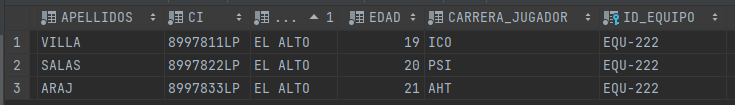 APELLIDOS CI ... 1 EDAD CARRERA_JUGADOR ID_EQUIPO
1 VILLA 8997811LP EL ALTO 19 ICO EQU-222
2 SALAS 8997822LP EL ALTO 20 PSI EQU-222
3 ARAJ 8997833LP EL ALTO 21 AHT EQU-222